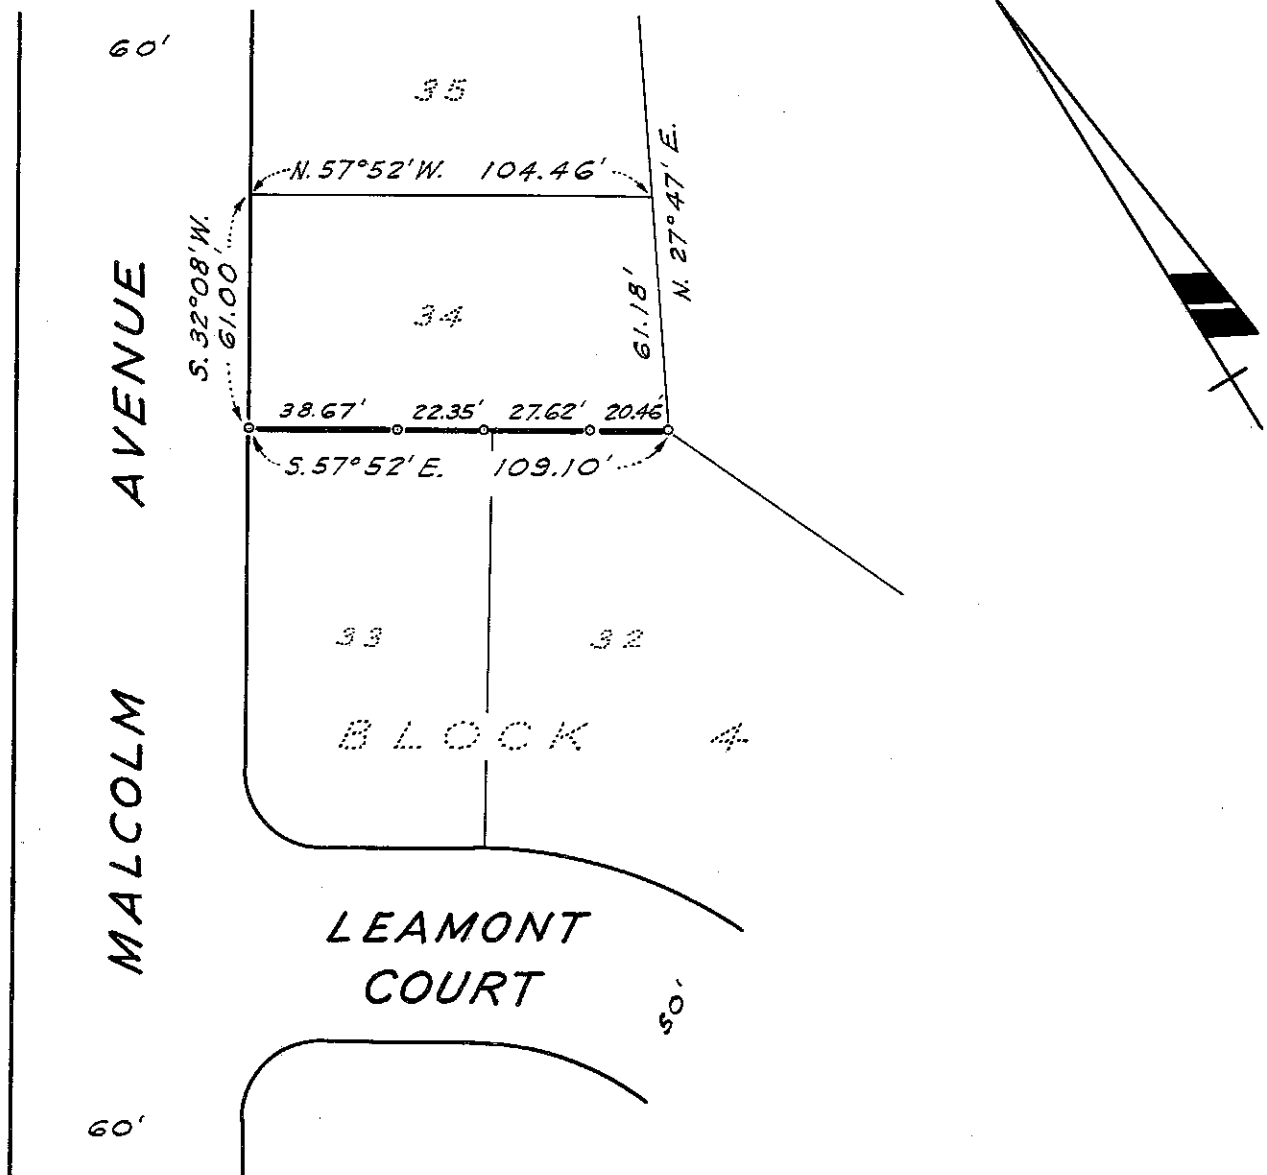 60'
35
N. 57°52' W. 104.46'
N. 27°47' E.
61.18'
S. 32°08' W.
61.00'
34
38.67' 22.35' 27.62' 20.46'
S. 57°52' E. 109.10'
MALCOLM AVENUE
33 32
BLOCK 4
LEAMONT
COURT
50'
60'